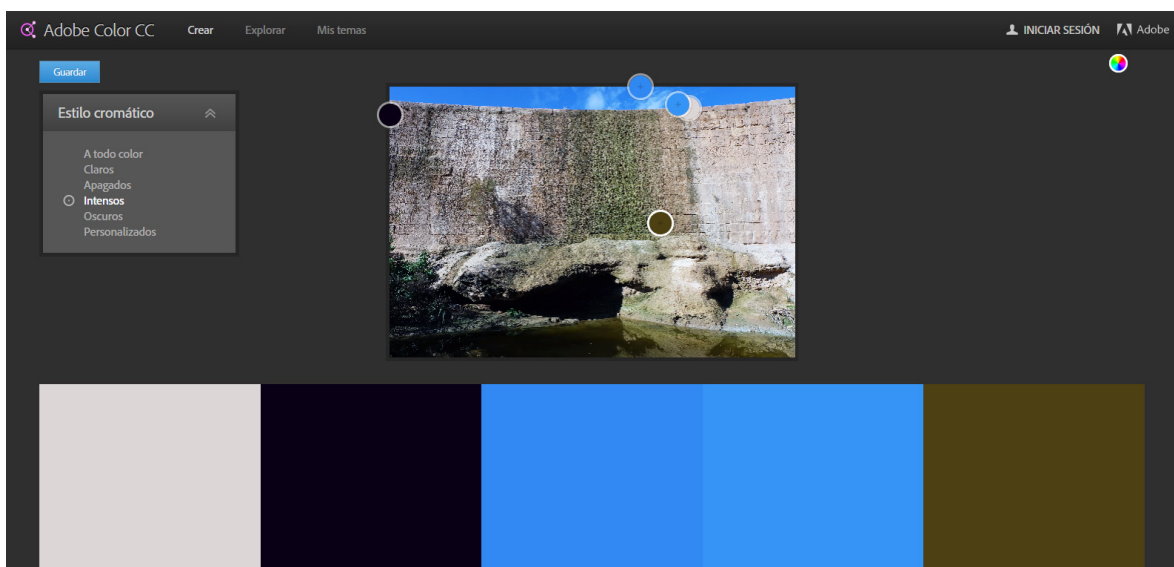 Adobe Color CC Crear Explorar Mis temas INICIAR SESIÓN Adobe
Guardar
Estilo cromático
A todo color
Claros
Apagados
Intensos
Oscuros
Personalizados